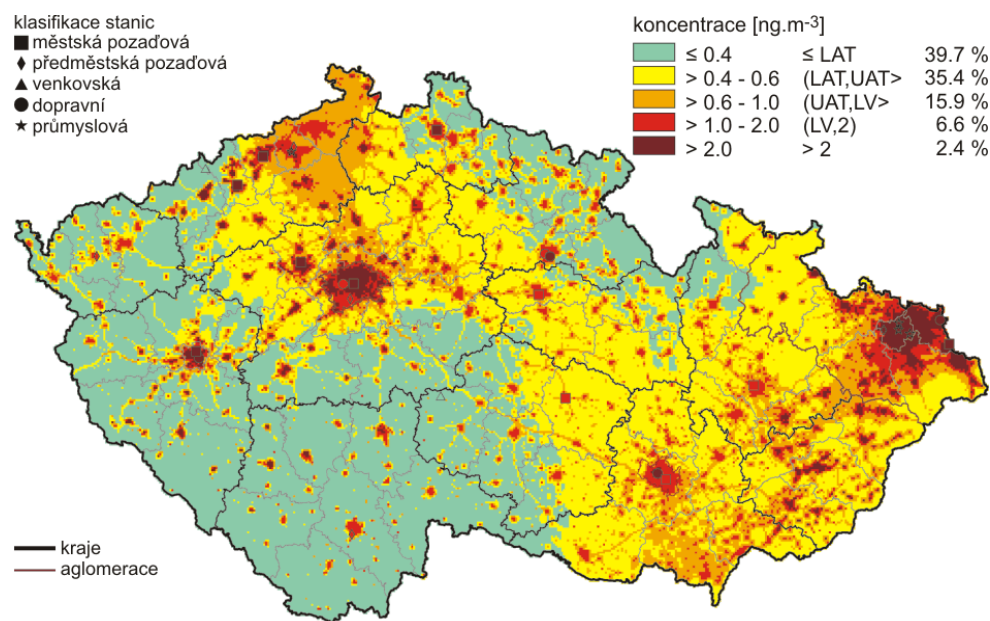 klasifikace stanic
městská pozaďová
předměstská pozaďová
venkovská
dopravní
průmyslová
koncentrace [ng.m-3]
≤ 0.4 ≤ LAT 39.7 %
> 0.4 - 0.6 (LAT,UAT> 35.4 %
> 0.6 - 1.0 (UAT,LV> 15.9 %
> 1.0 - 2.0 (LV,2) 6.6 %
> 2.0 > 2 2.4 %
kraje
aglomerace